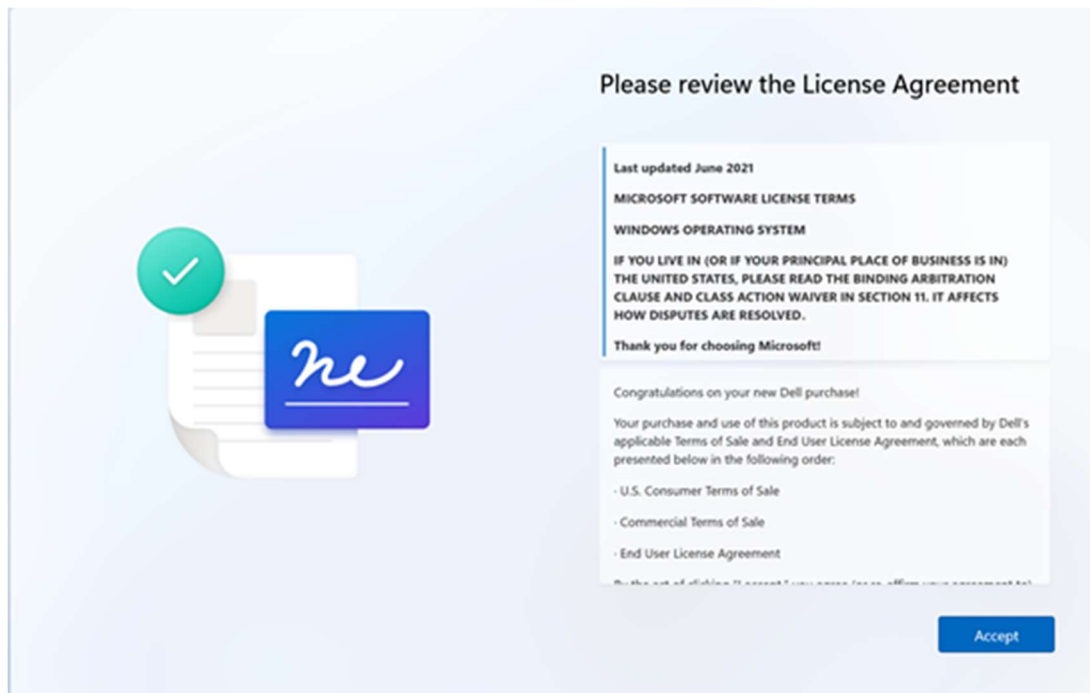 Please review the License Agreement
Last updated June 2021
MICROSOFT SOFTWARE LICENSE TERMS
WINDOWS OPERATING SYSTEM
IF YOU LIVE IN (OR IF YOUR PRINCIPAL PLACE OF BUSINESS IS IN)
THE UNITED STATES, PLEASE READ THE BINDING ARBITRATION
CLAUSE AND CLASS ACTION WAIVER IN SECTION 11. IT AFFECTS
HOW DISPUTES ARE RESOLVED.
Thank you for choosing Microsoft!
Congratulations on your new Dell purchase!
Your purchase and use of this product is subject to and governed by Dell's
applicable Terms of Sale and End User License Agreement, which are each
presented below in the following order:
· U.S. Consumer Terms of Sale
· Commercial Terms of Sale
· End User License Agreement
Accept